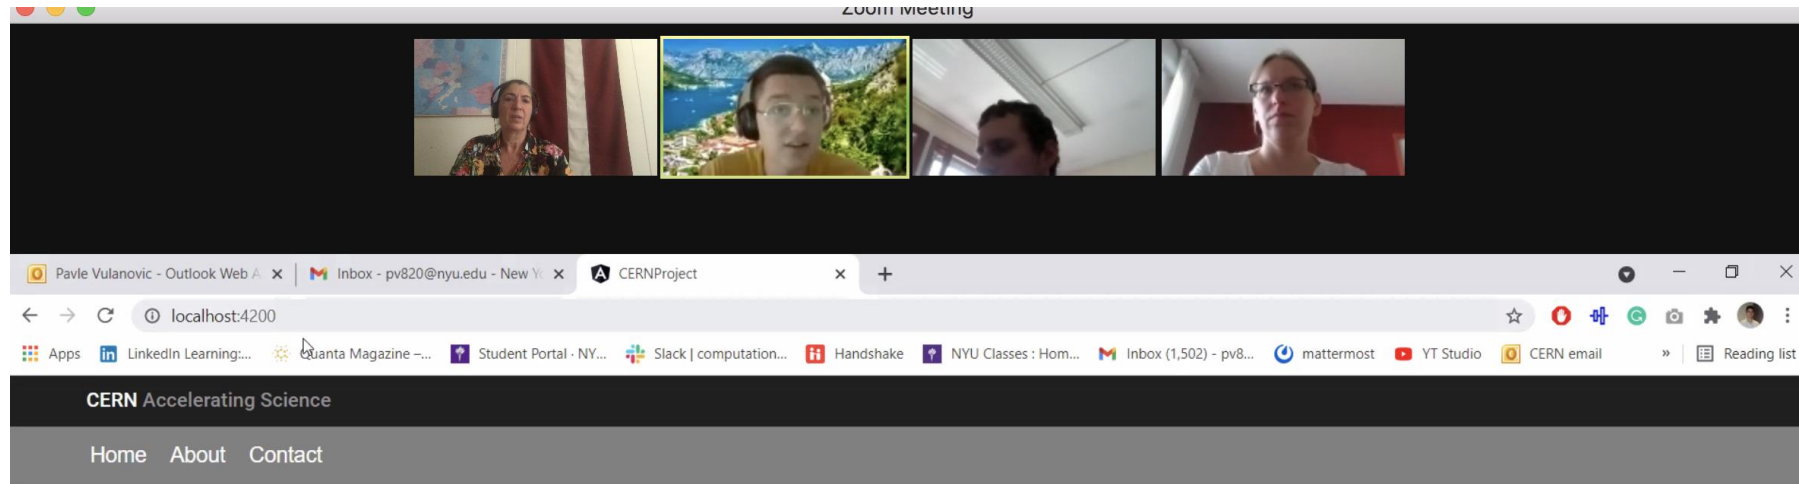 Zoom Meeting
Pavle Vulanovic - Outlook Web A
Inbox - pv820@nyu.edu - New Y
CERNProject
localhost:4200
Apps
LinkedIn Learning:...
Quanta Magazine –...
Student Portal · NY...
Slack | computation...
Handshake
NYU Classes : Hom...
Inbox (1,502) - pv8...
mattermost
YT Studio
CERN email
»
Reading list
CERN Accelerating Science
Home About Contact